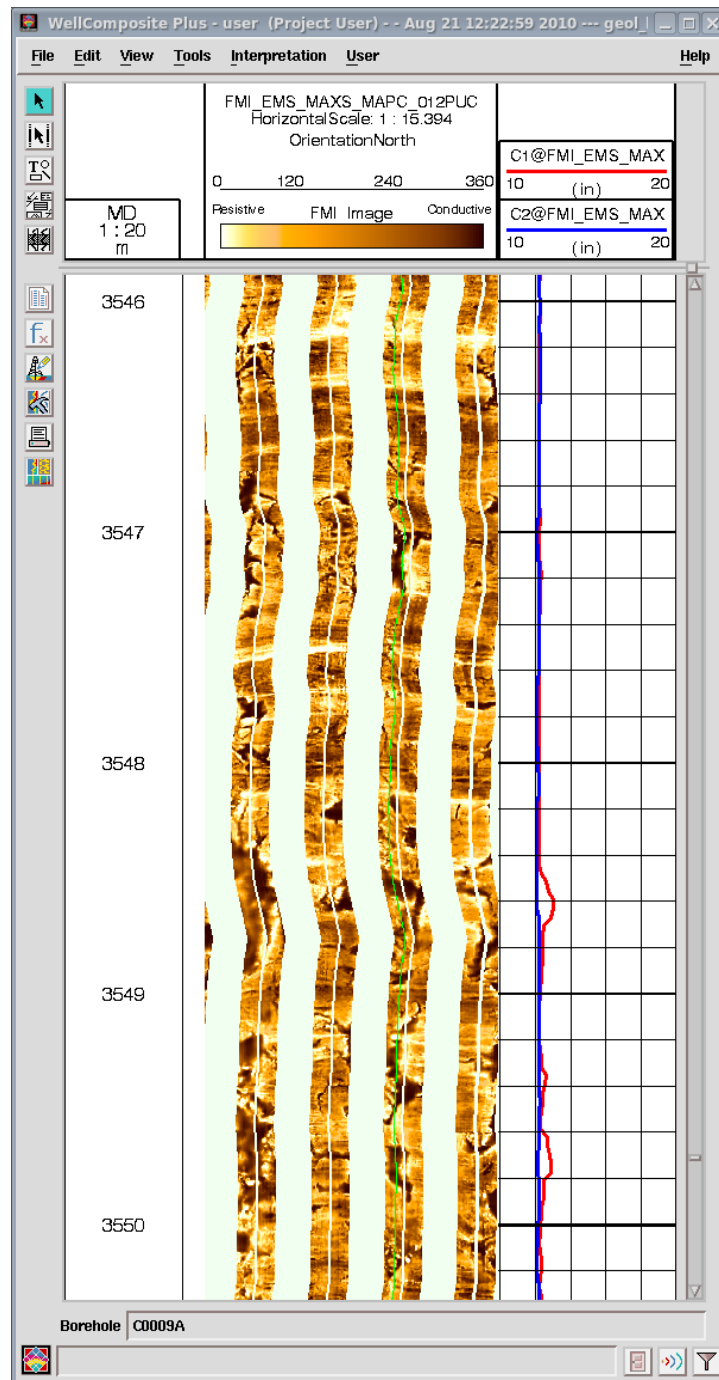 WellComposite Plus - user (Project User) - - Aug 21 12:22:59 2010 --- geol_l
File Edit View Tools Interpretation User Help
FMI_EMS_MAXS_MAPC_012PUC
HorizontalScale: 1 : 15.394
OrientationNorth
0 120 240 360
Resistive FMI Image Conductive
MD
1 : 20
m
C1@FMI_EMS_MAX
10 (in) 20
C2@FMI_EMS_MAX
10 (in) 20
3546
3547
3548
3549
3550
Borehole C0009A